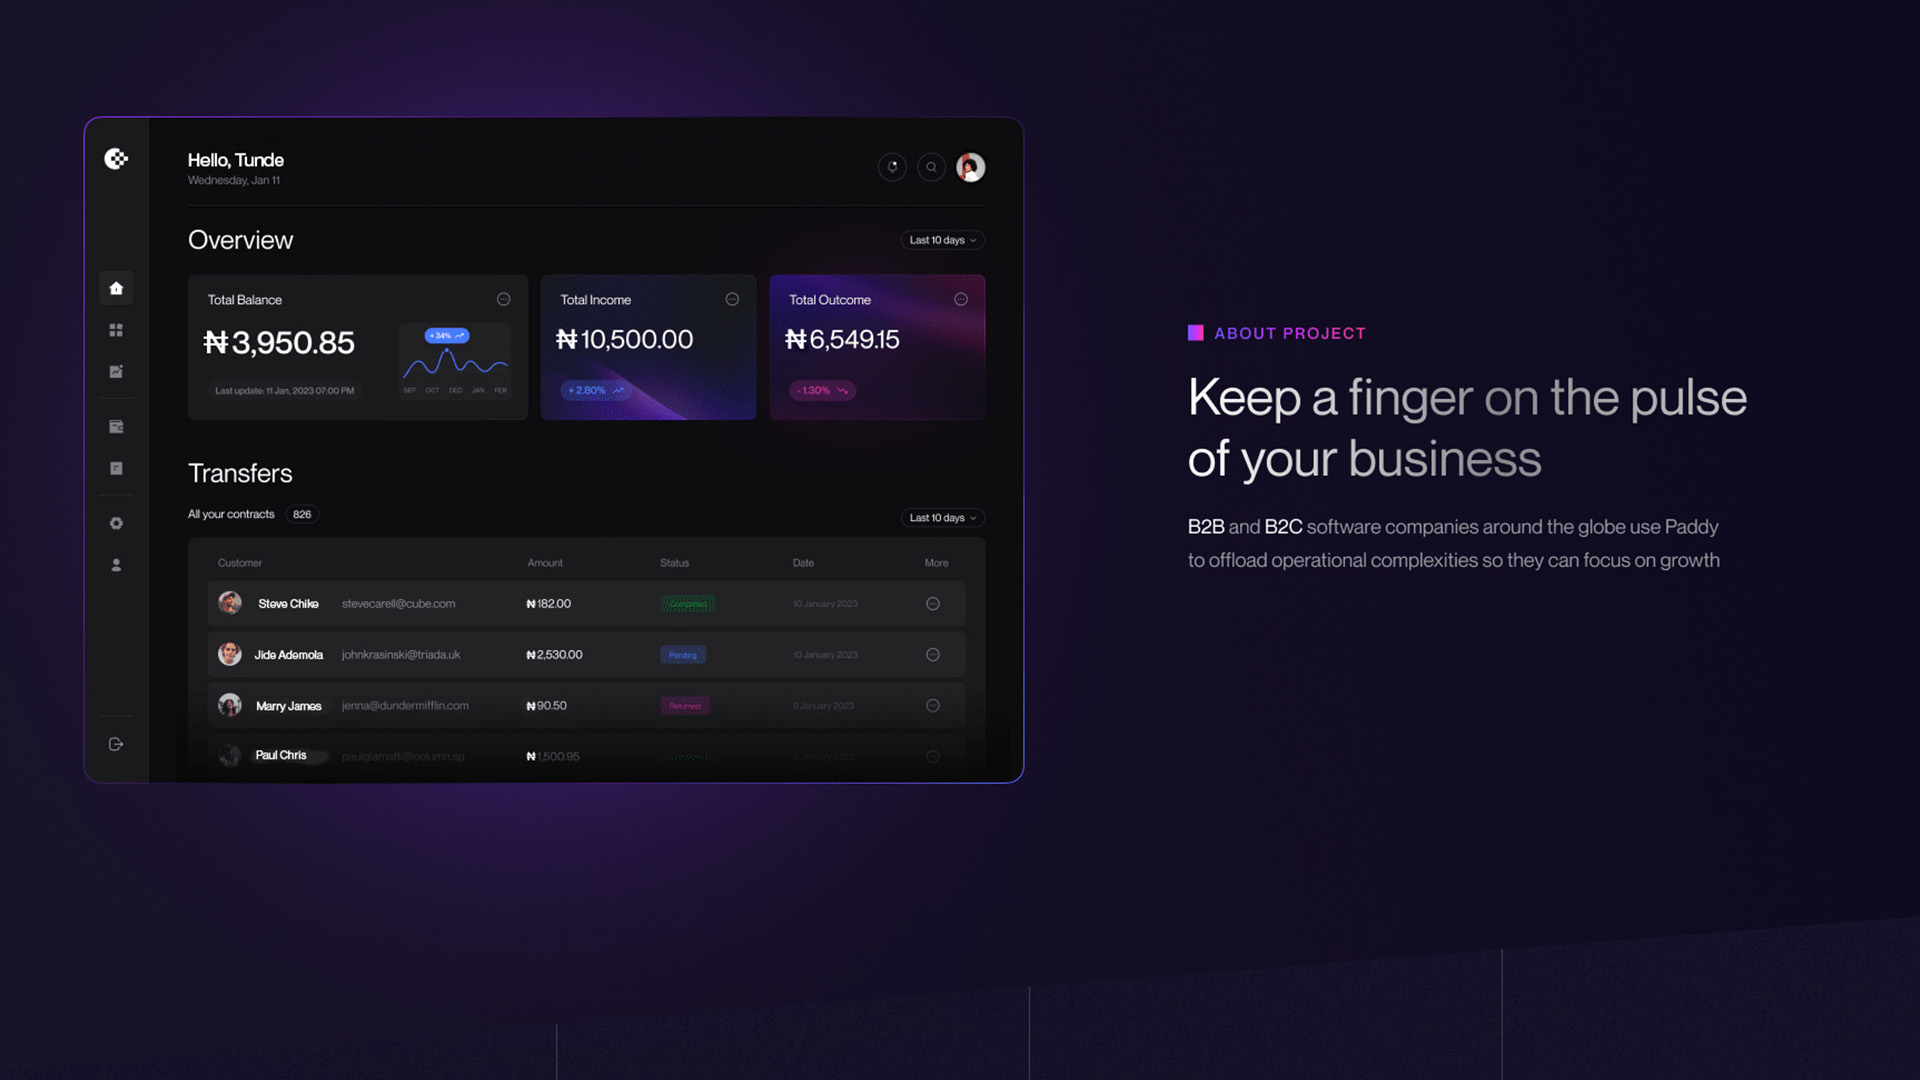 Hello, Tunde
Wednesday, Jan 11
Overview
Last 10 days
Total Balance
₦3,950.85
+34%
SEP OCT DEC JAN FEB
Last update: 11 Jan, 2023 07:00 PM
Total Income
₦10,500.00
+ 2.80%
Total Outcome
₦6,549.15
- 1.30%
Transfers
All your contracts 826
Last 10 days
Customer Amount Status Date More
Steve Chike stevecarell@cube.com ₦182.00 Completed 10 January 2023
Jide Ademola johnkrasinski@triada.uk ₦2,530.00 Pending 10 January 2023
Marry James jenna@dundermifflin.com ₦90.50 Returned 9 January 2023
Paul Chris paulgiamatti@column.sp ₦1,500.95
ABOUT PROJECT
Keep a finger on the pulse
of your business
B2B and B2C software companies around the globe use Paddy
to offload operational complexities so they can focus on growth